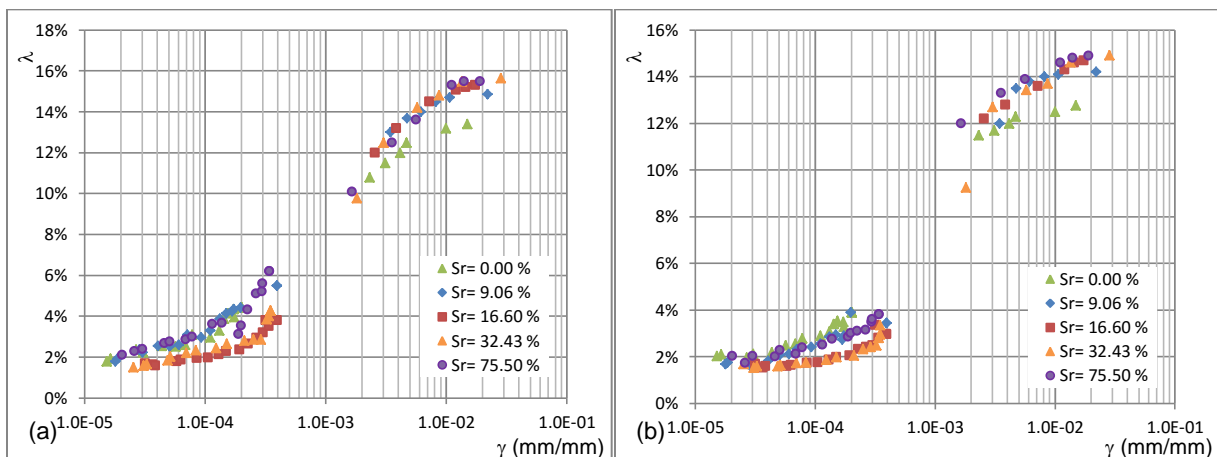 18%
16%
14%
12%
10%
8%
6%
4%
2%
0%
λ
Sr= 0.00 %
Sr= 9.06 %
Sr= 16.60 %
Sr= 32.43 %
Sr= 75.50 %
1.0E-05 1.0E-04 1.0E-03 1.0E-02 1.0E-01
(a)
γ (mm/mm)
16%
14%
12%
10%
8%
6%
4%
2%
0%
λ
Sr= 0.00 %
Sr= 9.06 %
Sr= 16.60 %
Sr= 32.43 %
Sr= 75.50 %
1.0E-05 1.0E-04 1.0E-03 1.0E-02 1.0E-01
(b)
γ (mm/mm)